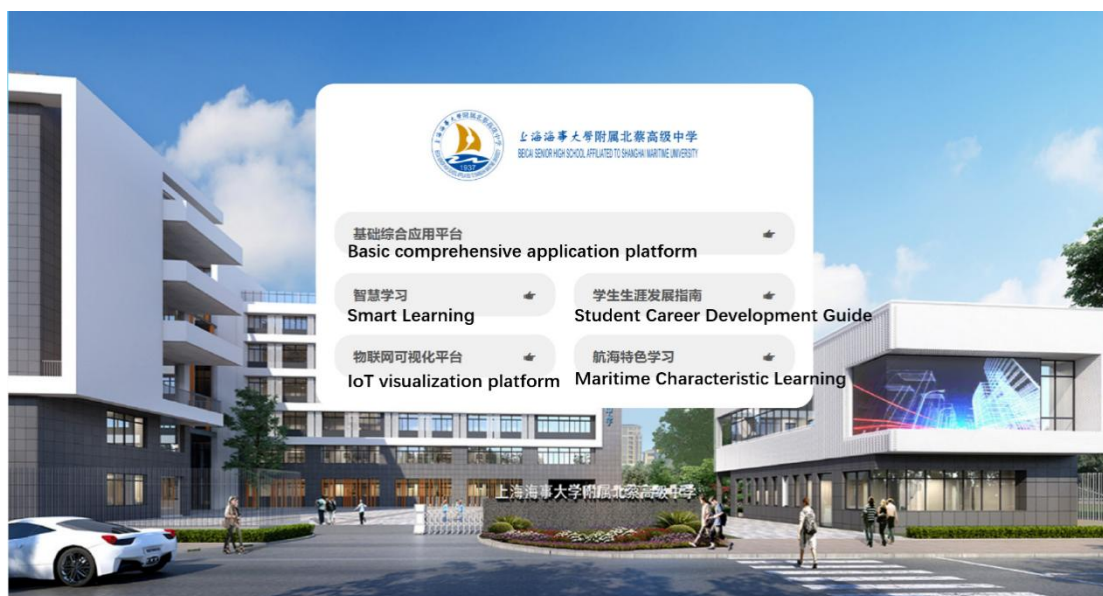 上海海事大学附属北蔡高级中学
BEICAI SENIOR HIGH SCHOOL AFFILIATED TO SHANGHAI MARITIME UNIVERSITY
1937
基础综合应用平台
Basic comprehensive application platform
智慧学习
Smart Learning
学生生涯发展指南
Student Career Development Guide
物联网可视化平台
IoT visualization platform
航海特色学习
Maritime Characteristic Learning
上海海事大学附属北蔡高级中学